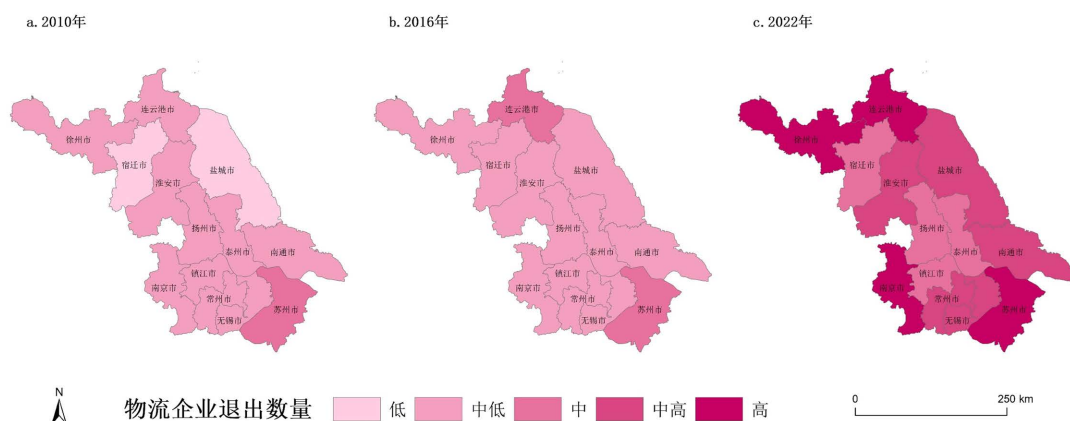 a. 2010年
b. 2016年
c. 2022年
连云港市
徐州市
宿迁市
淮安市
盐城市
扬州市
泰州市
南通市
镇江市
南京市
常州市
无锡市
苏州市
连云港市
徐州市
宿迁市
淮安市
盐城市
扬州市
泰州市
南通市
镇江市
南京市
常州市
无锡市
苏州市
连云港市
徐州市
宿迁市
淮安市
盐城市
扬州市
泰州市
南通市
镇江市
南京市
常州市
无锡市
苏州市
N
物流企业退出数量 低 中低 中 中高 高
0 250 km